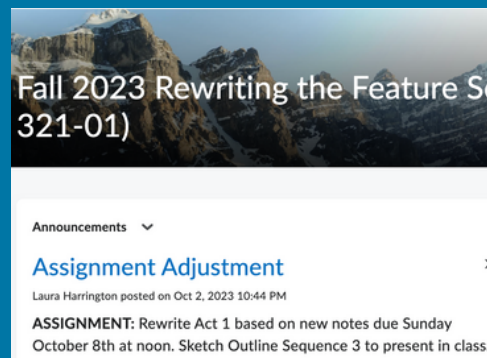 Fall 2023 Rewriting the Feature
321-01)
Announcements
Assignment Adjustment
Laura Harrington posted on Oct 2, 2023 10:44 PM
ASSIGNMENT: Rewrite Act 1 based on new notes due Sunday
October 8th at noon. Sketch Outline Sequence 3 to present in class